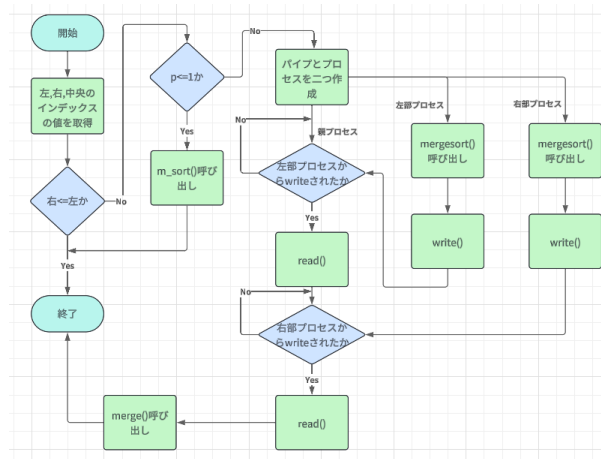 開始
左,右,中央の
インデックス
の値を取得
右<=左か
No
Yes
終了
p<=1か
No
Yes
m_sort()呼び
出し
パイプとプロ
セスを二つ作
成
親プロセス
左部プロセス
右部プロセス
mergesort()
呼び出し
write()
mergesort()
呼び出し
write()
左部プロセスか
らwriteされたか
No
Yes
read()
右部プロセスか
らwriteされたか
No
Yes
read()
merge()呼び
出し